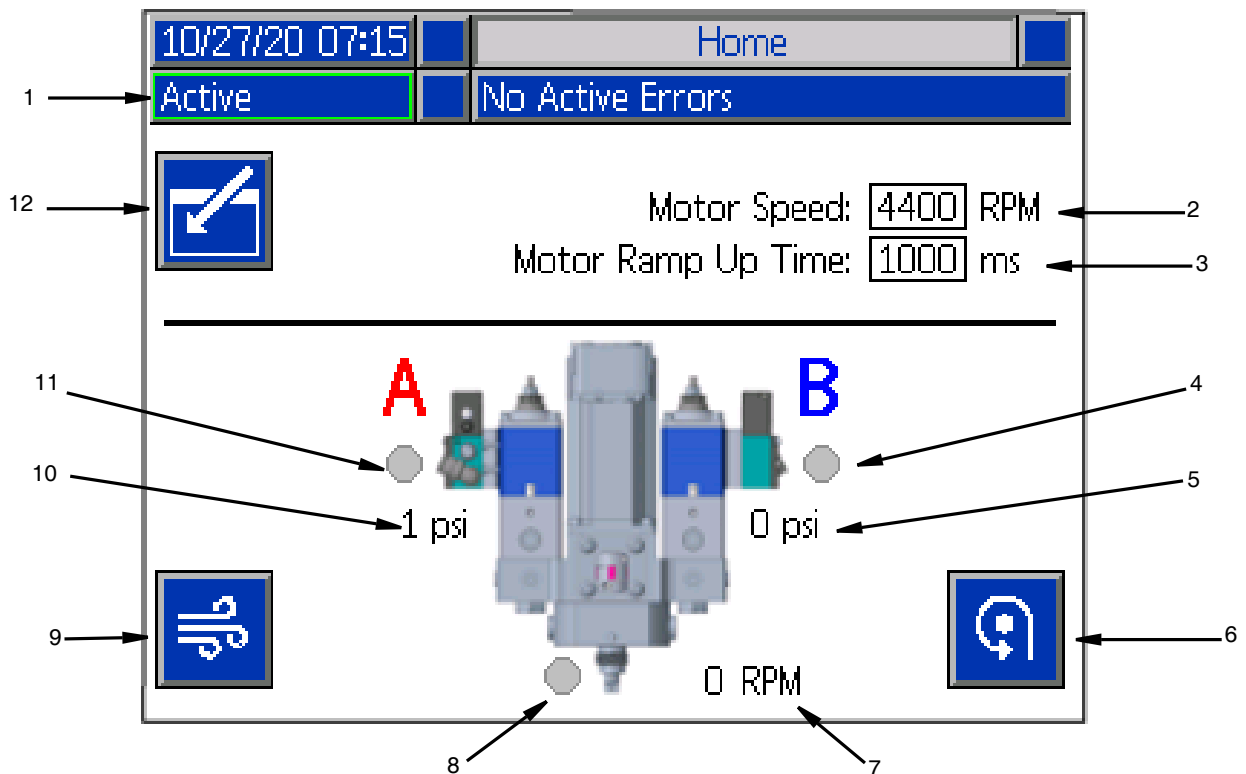 10/27/20 07:15 Home
1 Active No Active Errors
12 Motor Speed: 4400 RPM 2
Motor Ramp Up Time: 1000 ms 3
11 A B 4
10 1 psi 0 psi 5
9 6
0 RPM
8 7